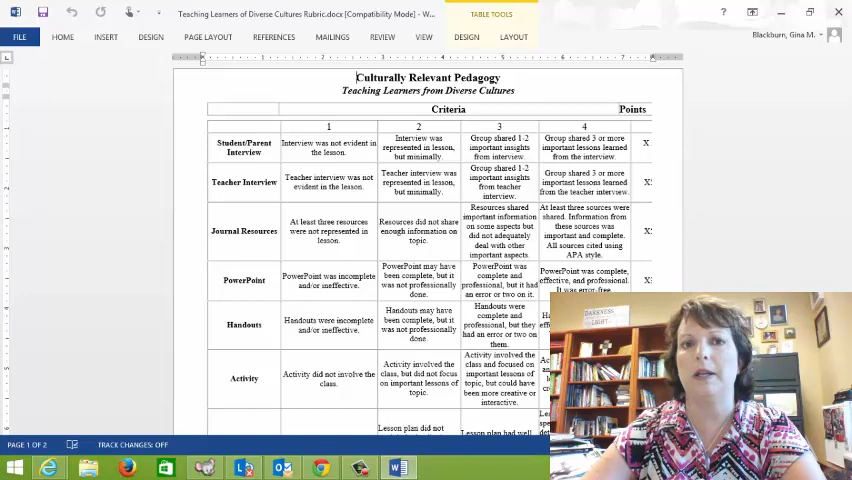 Teaching Learners of Diverse Cultures Rubric.docx [Compatibility Mode] - W...
TABLE TOOLS
Blackburn, Gina M.
FILE HOME INSERT DESIGN PAGE LAYOUT REFERENCES MAILINGS REVIEW VIEW DESIGN LAYOUT
Culturally Relevant Pedagogy
Teaching Learners from Diverse Cultures
Criteria Points
1 2 3 4
Student/Parent
Interview
Interview was not evident in
the lesson.
Interview was
represented in lesson,
but minimally.
Group shared 1-2
important insights
from interview.
Group shared 3 or more
important lessons learned
from the interview.
X
Teacher Interview
Teacher interview was not
evident in the lesson.
Teacher interview was
represented in lesson,
but minimally.
Group shared 1-2
important insights
from teacher
interview.
Group shared 3 or more
important lessons learned
from the teacher interview.
X
Journal Resources
At least three resources
were not represented in
lesson.
Resources did not share
enough information on
topic.
Resources shared
important information
on some aspects but
did not adequately
deal with other
important aspects.
At least three sources were
shared. Information from
these sources was
important and complete.
All sources cited using
APA style.
X
PowerPoint
PowerPoint was incomplete
and/or ineffective.
PowerPoint may have
been complete, but it
was not professionally
done.
PowerPoint was
complete and
professional, but it had
an error or two on it.
PowerPoint was complete,
effective, and professional.
It was error-free.
X
Handouts
Handouts were incomplete
and/or ineffective.
Handouts may have
been complete, but it
was not professionally
done.
Handouts were
complete and
professional, but they
had an error or two on
them.
Activity
Activity did not involve the
class.
Activity involved the
class, but did not focus
on important lessons of
topic.
Activity involved the
class and focused on
important lessons of
topic, but could have
been more creative or
interactive.
Lesson plan did not
Lesson plan had well
DARKNESS
LIGHT
PAGE 1 OF 2 TRACK CHANGES: OFF